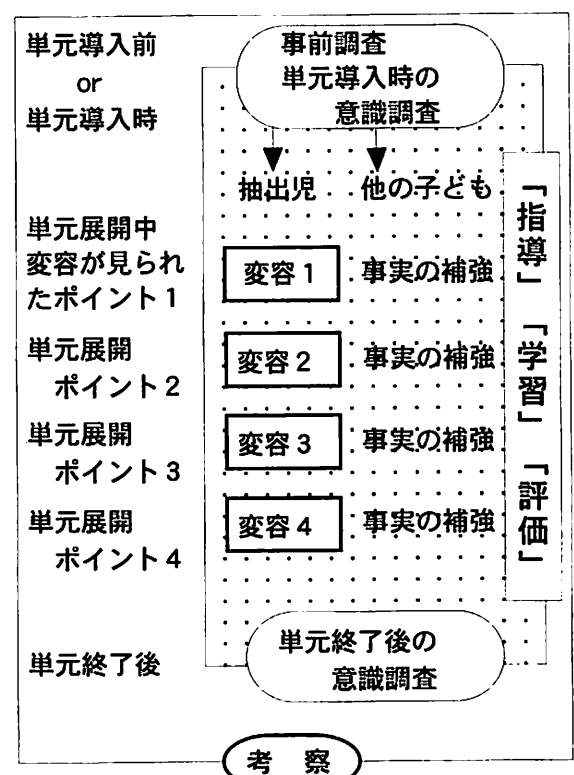 単元導入前
or
単元導入時
事前調査
単元導入時の
意識調査
抽出児 他の子ども
単元展開中
変容が見られ
たポイント1
変容1 事実の補強
単元展開
ポイント2
変容2 事実の補強
単元展開
ポイント3
変容3 事実の補強
単元展開
ポイント4
変容4 事実の補強
「指導」「学習」「評価」
単元終了後
単元終了後の
意識調査
考 察